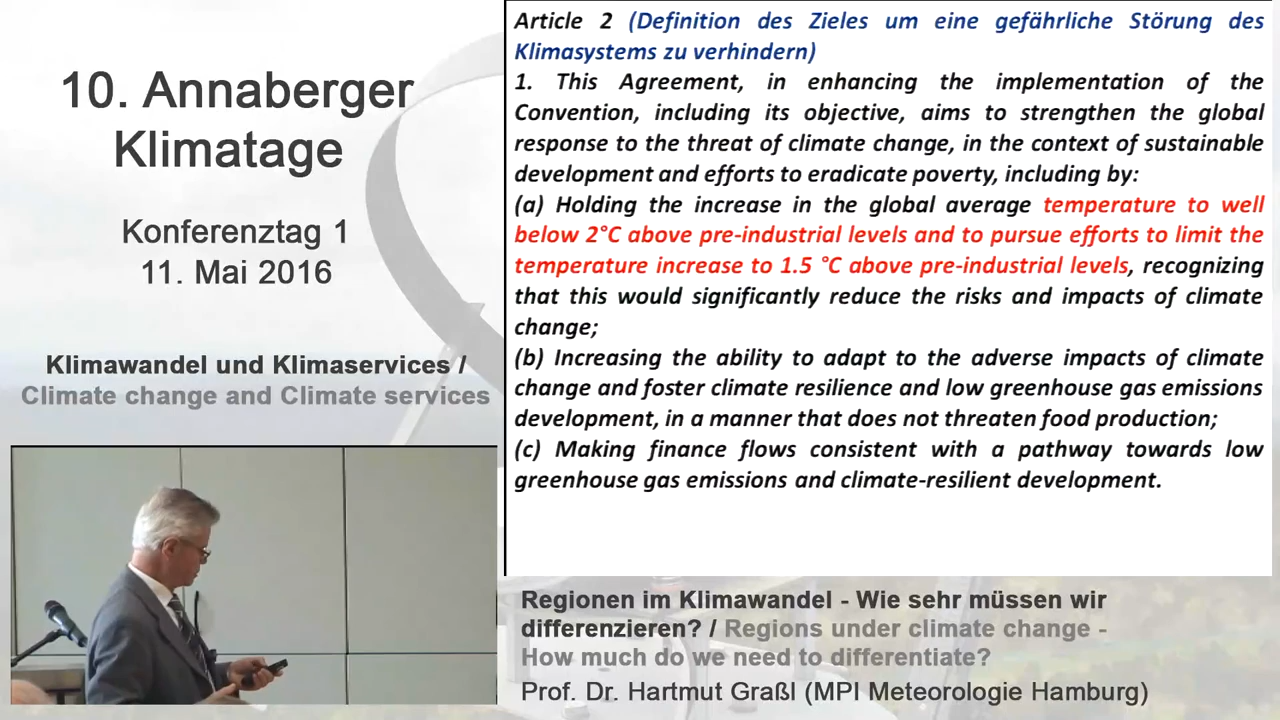 10. Annaberger
Klimatage
Konferenztag 1
11. Mai 2016
Klimawandel und Klimaservices /
Climate change and Climate services
Article 2 (Definition des Zieles um eine gefährliche Störung des
Klimasystems zu verhindern)
1. This Agreement, in enhancing the implementation of the
Convention, including its objective, aims to strengthen the global
response to the threat of climate change, in the context of sustainable
development and efforts to eradicate poverty, including by:
(a) Holding the increase in the global average temperature to well
below 2°C above pre-industrial levels and to pursue efforts to limit the
temperature increase to 1.5 °C above pre-industrial levels, recognizing
that this would significantly reduce the risks and impacts of climate
change;
(b) Increasing the ability to adapt to the adverse impacts of climate
change and foster climate resilience and low greenhouse gas emissions
development, in a manner that does not threaten food production;
(c) Making finance flows consistent with a pathway towards low
greenhouse gas emissions and climate-resilient development.
Regionen im Klimawandel - Wie sehr müssen wir
differenzieren? / Regions under climate change -
How much do we need to differentiate?
Prof. Dr. Hartmut Graßl (MPI Meteorologie Hamburg)